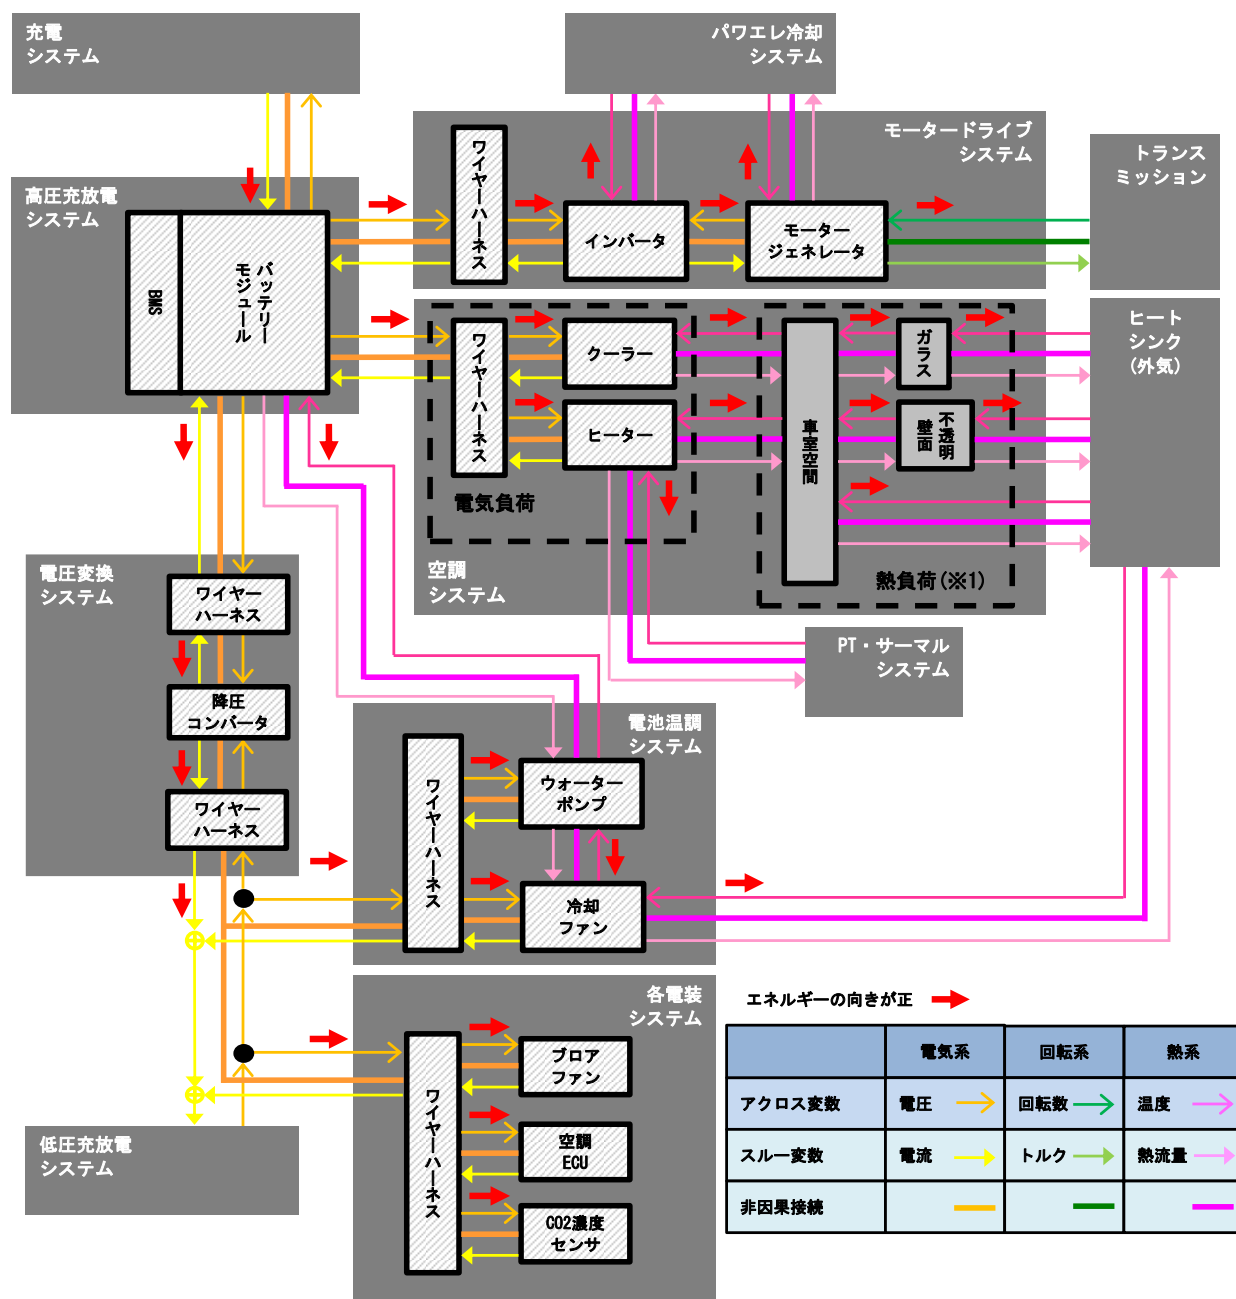 充電
システム
パワエレ冷却
システム
モータードライブ
システム
ワイヤーハーネス
インバータ
モーター
ジェネレータ
トランス
ミッション
高圧充放電
システム
BMS
バッテリー
モジュール
ワイヤーハーネス
クーラー
ヒーター
電気負荷
空調
システム
車室空間
ガラス
不透明
壁面
熱負荷(※1)
ヒート
シンク
(外気)
PT・サーマル
システム
電圧変換
システム
ワイヤー
ハーネス
降圧
コンバータ
ワイヤー
ハーネス
電池温調
システム
ワイヤーハーネス
ウォーター
ポンプ
冷却
ファン
各電装
システム
ワイヤーハーネス
ブロア
ファン
空調
ECU
CO2濃度
センサ
低圧充放電
システム
エネルギーの向きが正
電気系
回転系
熱系
アクロス変数
電圧
回転数
温度
スルー変数
電流
トルク
熱流量
非因果接続